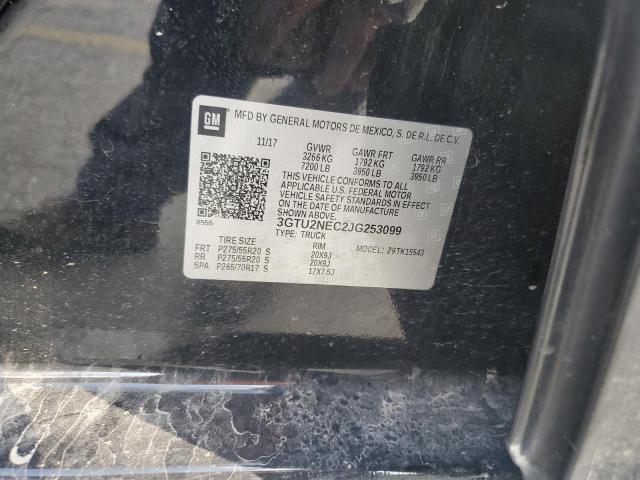 GM
MFD BY GENERAL MOTORS DE MEXICO, S. DE R.L. DE C.V.
11/17 GVWR GAWR FRT GAWR RR
3266 KG 1792 KG 1792 KG
7200 LB 3950 LB 3950 LB
THIS VEHICLE CONFORMS TO ALL
APPLICABLE U.S. FEDERAL MOTOR
VEHICLE SAFETY STANDARDS IN EFFECT
ON THE DATE OF MANUFACTURE
SHOWN ABOVE.
8555 3GTU2NEC2JG253099
TYPE: TRUCK
TIRE SIZE RIM MODEL: 29TK15543
FRT P275/55R20 S 20X9J
RR P275/55R20 S 20X9J
SPA P265/70R17 S 17X7.5J